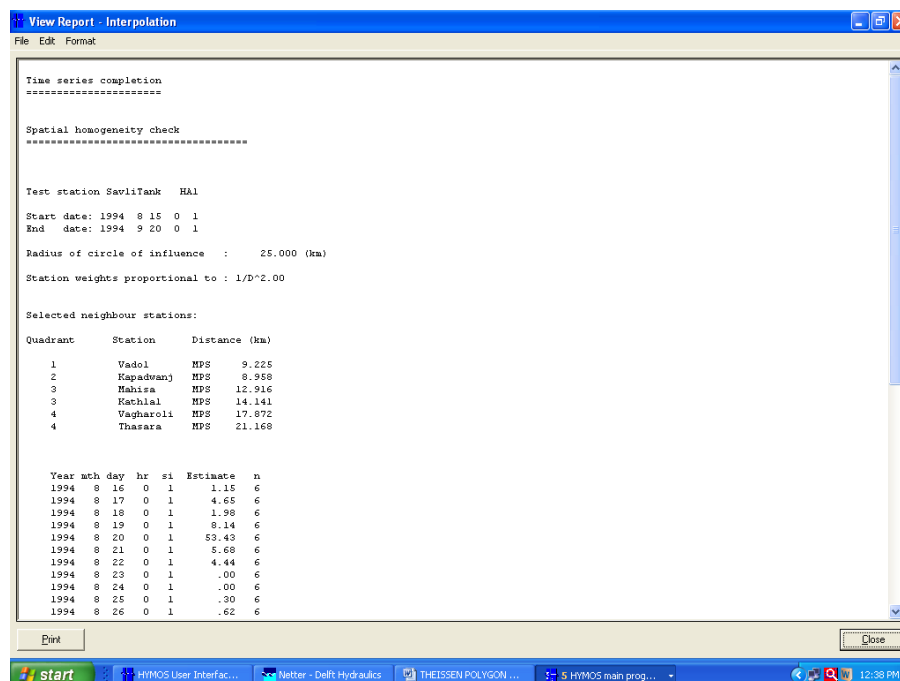 View Report - Interpolation
File Edit Format
Time series completion
======================
Spatial homogeneity check
====================================
Test station SavliTank HA1
Start date: 1994 8 15 0 1
End date: 1994 9 20 0 1
Radius of circle of influence : 25.000 (km)
Station weights proportional to : 1/D^2.00
Selected neighbour stations:
Quadrant Station Distance (km)
1 Vadol MPS 9.225
2 Kapadwanj MPS 8.958
3 Mahisa MPS 12.916
3 Kathlal MPS 14.141
4 Vagharoli MPS 17.872
4 Thasara MPS 21.168
Year mth day hr si Estimate n
1994 8 16 0 1 1.15 6
1994 8 17 0 1 4.65 6
1994 8 18 0 1 1.98 6
1994 8 19 0 1 8.14 6
1994 8 20 0 1 53.43 6
1994 8 21 0 1 5.68 6
1994 8 22 0 1 4.44 6
1994 8 23 0 1 .00 6
1994 8 24 0 1 .00 6
1994 8 25 0 1 .30 6
1994 8 26 0 1 .62 6
Print Close
start HYMOS User Interfac... Netter - Delft Hydraulics THEISSEN POLYGON ... 5 HYMOS main prog... 12:38 PM